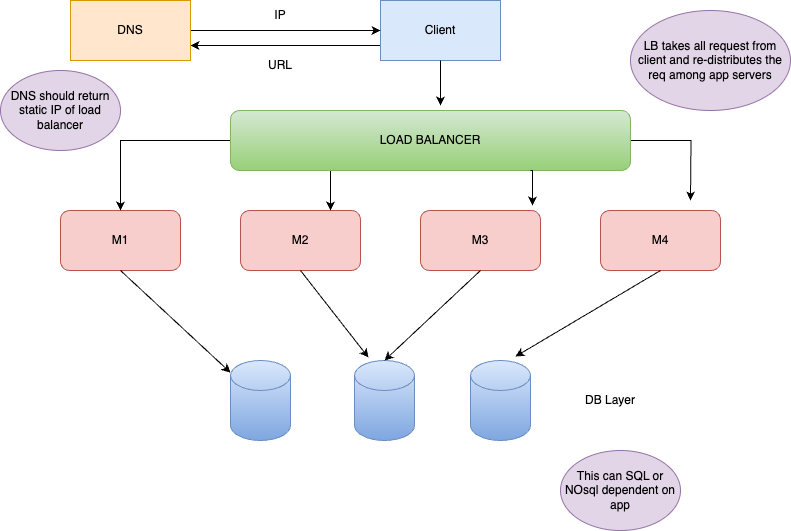 IP
DNS
Client
URL
LB takes all request from
client and re-distributes the
req among app servers
DNS should return
static IP of load
balancer
LOAD BALANCER
M1
M2
M3
M4
DB Layer
This can SQL or
NOsql dependent on
app